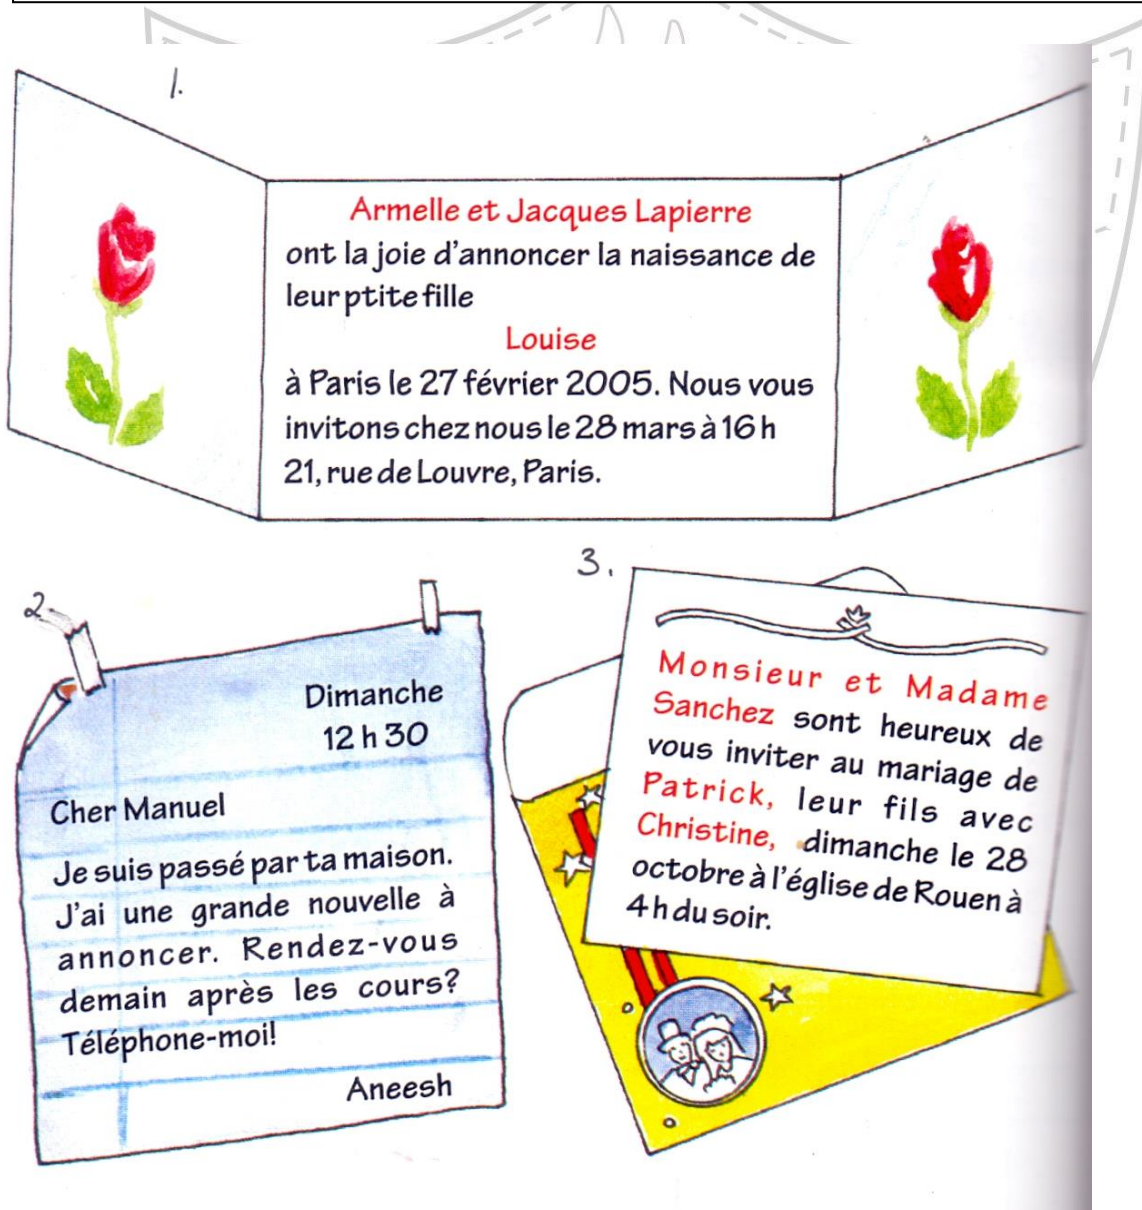 1.
Armelle et Jacques Lapierre
ont la joie d'annoncer la naissance de
leur ptite fille
Louise
à Paris le 27 février 2005. Nous vous
invitons chez nous le 28 mars à 16 h
21, rue de Louvre, Paris.
2
Dimanche
12 h 30
Cher Manuel
Je suis passé par ta maison.
J'ai une grande nouvelle à
annoncer. Rendez-vous
demain après les cours?
Téléphone-moi!
Aneesh
3.
Monsieur et Madame
Sanchez sont heureux de
vous inviter au mariage de
Patrick, leur fils avec
Christine, dimanche le 28
octobre à l'église de Rouen à
4 h du soir.